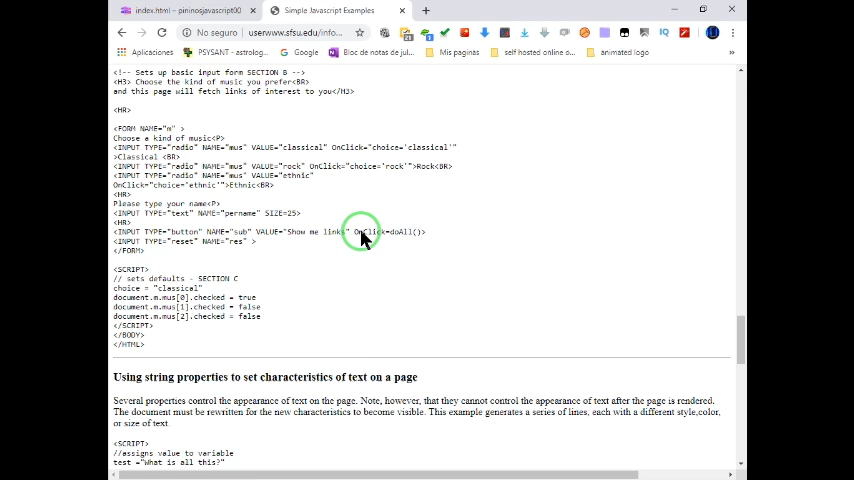 index.html – pininosjavascript00
Simple Javascript Examples
No seguro
userwww.sfsu.edu/info...
21
1
IQ
Aplicaciones
PSYSANT - astrolog...
Google
Bloc de notas de jul...
Mis paginas
self hosted online o...
animated logo
»
<!-- Sets up basic input form SECTION B -->
<H3> Choose the kind of music you prefer<BR>
and this page will fetch links of interest to you</H3>
<HR>
<FORM NAME="m" >
Choose a kind of music<P>
<INPUT TYPE="radio" NAME="mus" VALUE="classical" OnClick="choice='classical'"
>Classical <BR>
<INPUT TYPE="radio" NAME="mus" VALUE="rock" OnClick="choice='rock'">Rock<BR>
<INPUT TYPE="radio" NAME="mus" VALUE="ethnic"
OnClick="choice='ethnic'">Ethnic<BR>
<HR>
Please type your name<P>
<INPUT TYPE="text" NAME="pername" SIZE=25>
<HR>
<INPUT TYPE="button" NAME="sub" VALUE="Show me links" OnClick=doAll()>
<INPUT TYPE="reset" NAME="res" >
</FORM>
<SCRIPT>
// sets defaults - SECTION C
choice = "classical"
document.m.mus[0].checked = true
document.m.mus[1].checked = false
document.m.mus[2].checked = false
</SCRIPT>
</BODY>
</HTML>
Using string properties to set characteristics of text on a page
Several properties control the appearance of text on the page. Note, however, that they cannot control the appearance of text after the page is rendered.
The document must be rewritten for the new characteristics to become visible. This example generates a series of lines, each with a different style,color,
or size of text.
<SCRIPT>
//assigns value to variable
test ="What is all this?"